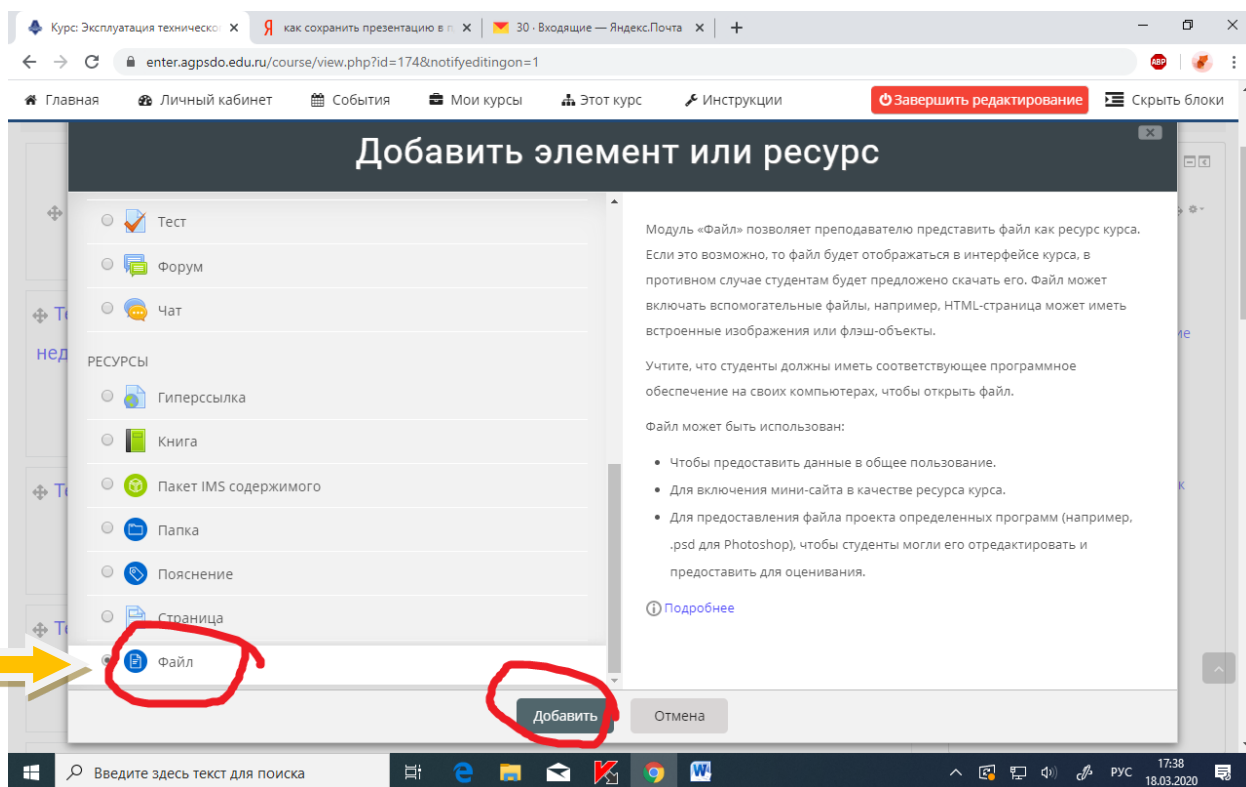 Курс: Эксплуатация техническо
как сохранить презентацию в п
30 · Входящие — Яндекс.Почта
enter.agpsdo.edu.ru/course/view.php?id=174&notifyeditingon=1
ABP
Главная Личный кабинет События Мои курсы Этот курс Инструкции Завершить редактирование Скрыть блоки
Добавить элемент или ресурс
Тест
Форум
Чат
РЕСУРСЫ
Гиперссылка
Книга
Пакет IMS содержимого
Папка
Пояснение
Страница
Файл
Модуль «Файл» позволяет преподавателю представить файл как ресурс курса.
Если это возможно, то файл будет отображаться в интерфейсе курса, в
противном случае студентам будет предложено скачать его. Файл может
включать вспомогательные файлы, например, HTML-страница может иметь
встроенные изображения или флэш-объекты.
Учтите, что студенты должны иметь соответствующее программное
обеспечение на своих компьютерах, чтобы открыть файл.
Файл может быть использован:
Чтобы предоставить данные в общее пользование.
Для включения мини-сайта в качестве ресурса курса.
Для предоставления файла проекта определенных программ (например,
.psd для Photoshop), чтобы студенты могли его отредактировать и
предоставить для оценивания.
Подробнее
Добавить Отмена
Введите здесь текст для поиска
РУС
17:38
18.03.2020